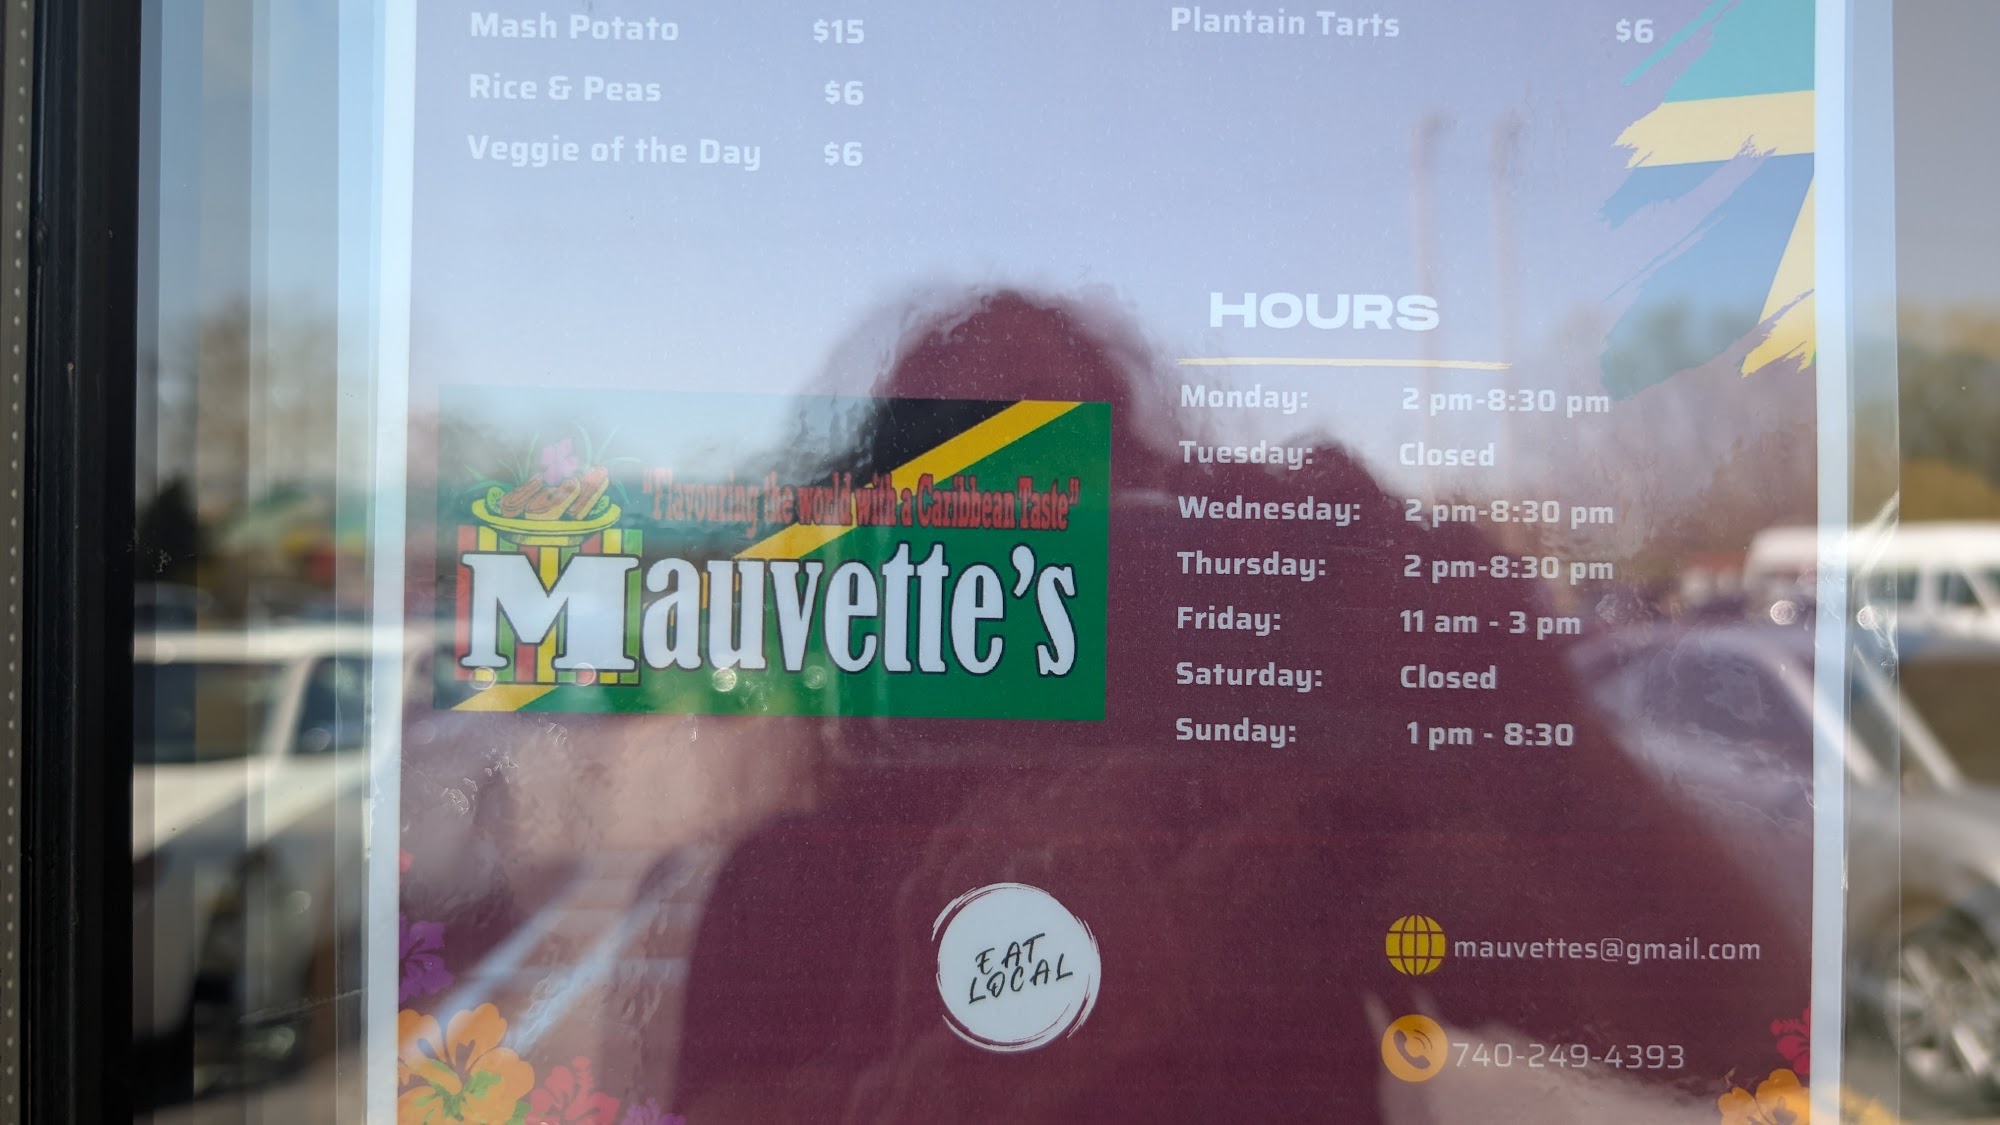 Mash Potato $15
Rice & Peas $6
Veggie of the Day $6
Plantain Tarts $6
"Flavouring the world with a Caribbean Taste"
Mauvette's
HOURS
Monday: 2 pm-8:30 pm
Tuesday: Closed
Wednesday: 2 pm-8:30 pm
Thursday: 2 pm-8:30 pm
Friday: 11 am - 3 pm
Saturday: Closed
Sunday: 1 pm - 8:30
EAT
LOCAL
mauvettes@gmail.com
740-249-4393